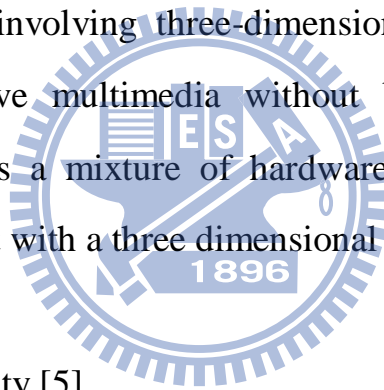 involving three-dimension
ve multimedia without
s a mixture of hardware
with a three dimensional
ty [5]
E S A
1896